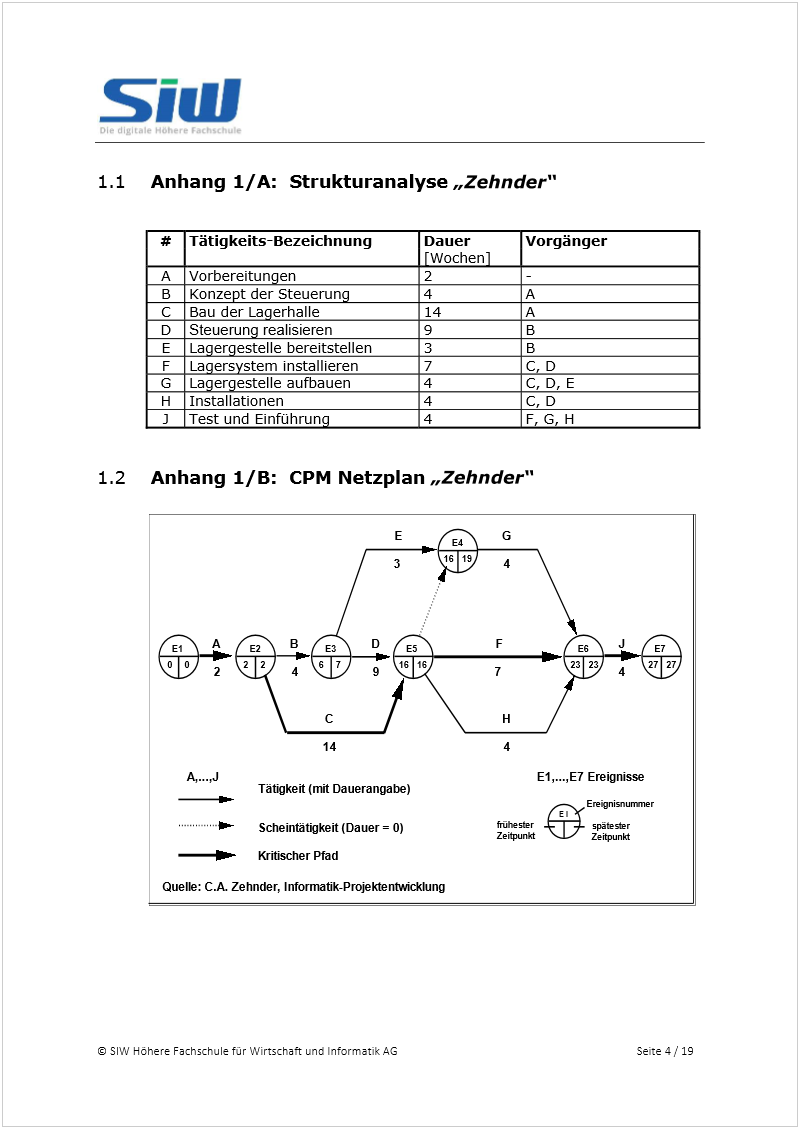 SIW
Die digitale Höhere Fachschule
1.1 Anhang 1/A: Strukturanalyse „Zehnder“
# Tätigkeits-Bezeichnung Dauer [Wochen] Vorgänger
A Vorbereitungen 2 -
B Konzept der Steuerung 4 A
C Bau der Lagerhalle 14 A
D Steuerung realisieren 9 B
E Lagergestelle bereitstellen 3 B
F Lagersystem installieren 7 C, D
G Lagergestelle aufbauen 4 C, D, E
H Installationen 4 C, D
J Test und Einführung 4 F, G, H
1.2 Anhang 1/B: CPM Netzplan „Zehnder“
E G
E4
16 19
3 4
A B D F J
E1 E2 E3 E5 E6 E7
0 0 2 2 6 7 16 16 23 23 27 27
2 4 9 7 4
C H
14 4
A,...,J E1,...,E7 Ereignisse
Tätigkeit (mit Dauerangabe)
Ereignisnummer
E I
Scheintätigkeit (Dauer = 0)
frühester Zeitpunkt
spätester Zeitpunkt
Kritischer Pfad
Quelle: C.A. Zehnder, Informatik-Projektentwicklung
© SIW Höhere Fachschule für Wirtschaft und Informatik AG Seite 4 / 19